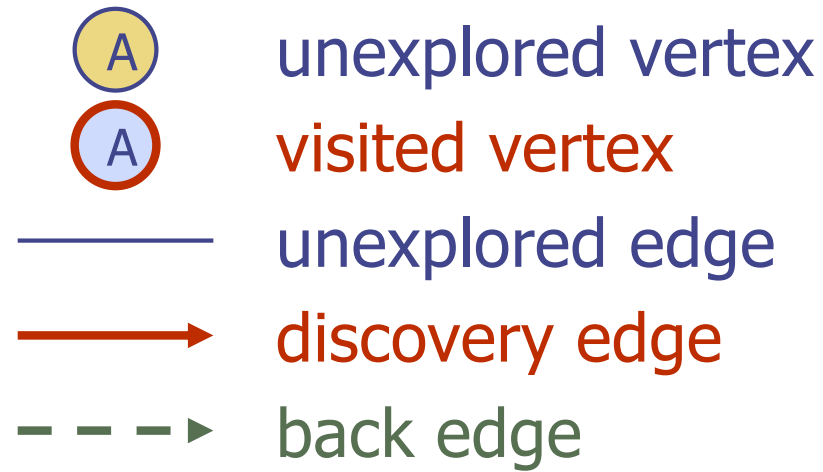 A unexplored vertex
A visited vertex
unexplored edge
discovery edge
back edge